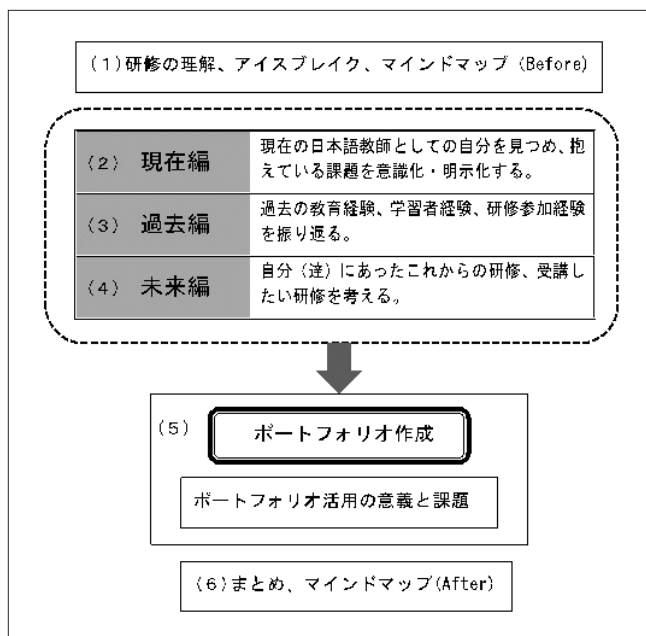 (1)研修の理解、アイスブレイク、マインドマップ (Before)
(2) 現在編
現在の日本語教師としての自分を見つめ、抱
えている課題を意識化・明示化する。
(3) 過去編
過去の教育経験、学習者経験、研修参加経験
を振り返る。
(4) 未来編
自分（達）にあったこれからの研修、受講し
たい研修を考える。
(5) ポートフォリオ作成
ポートフォリオ活用の意義と課題
(6)まとめ、マインドマップ(After)